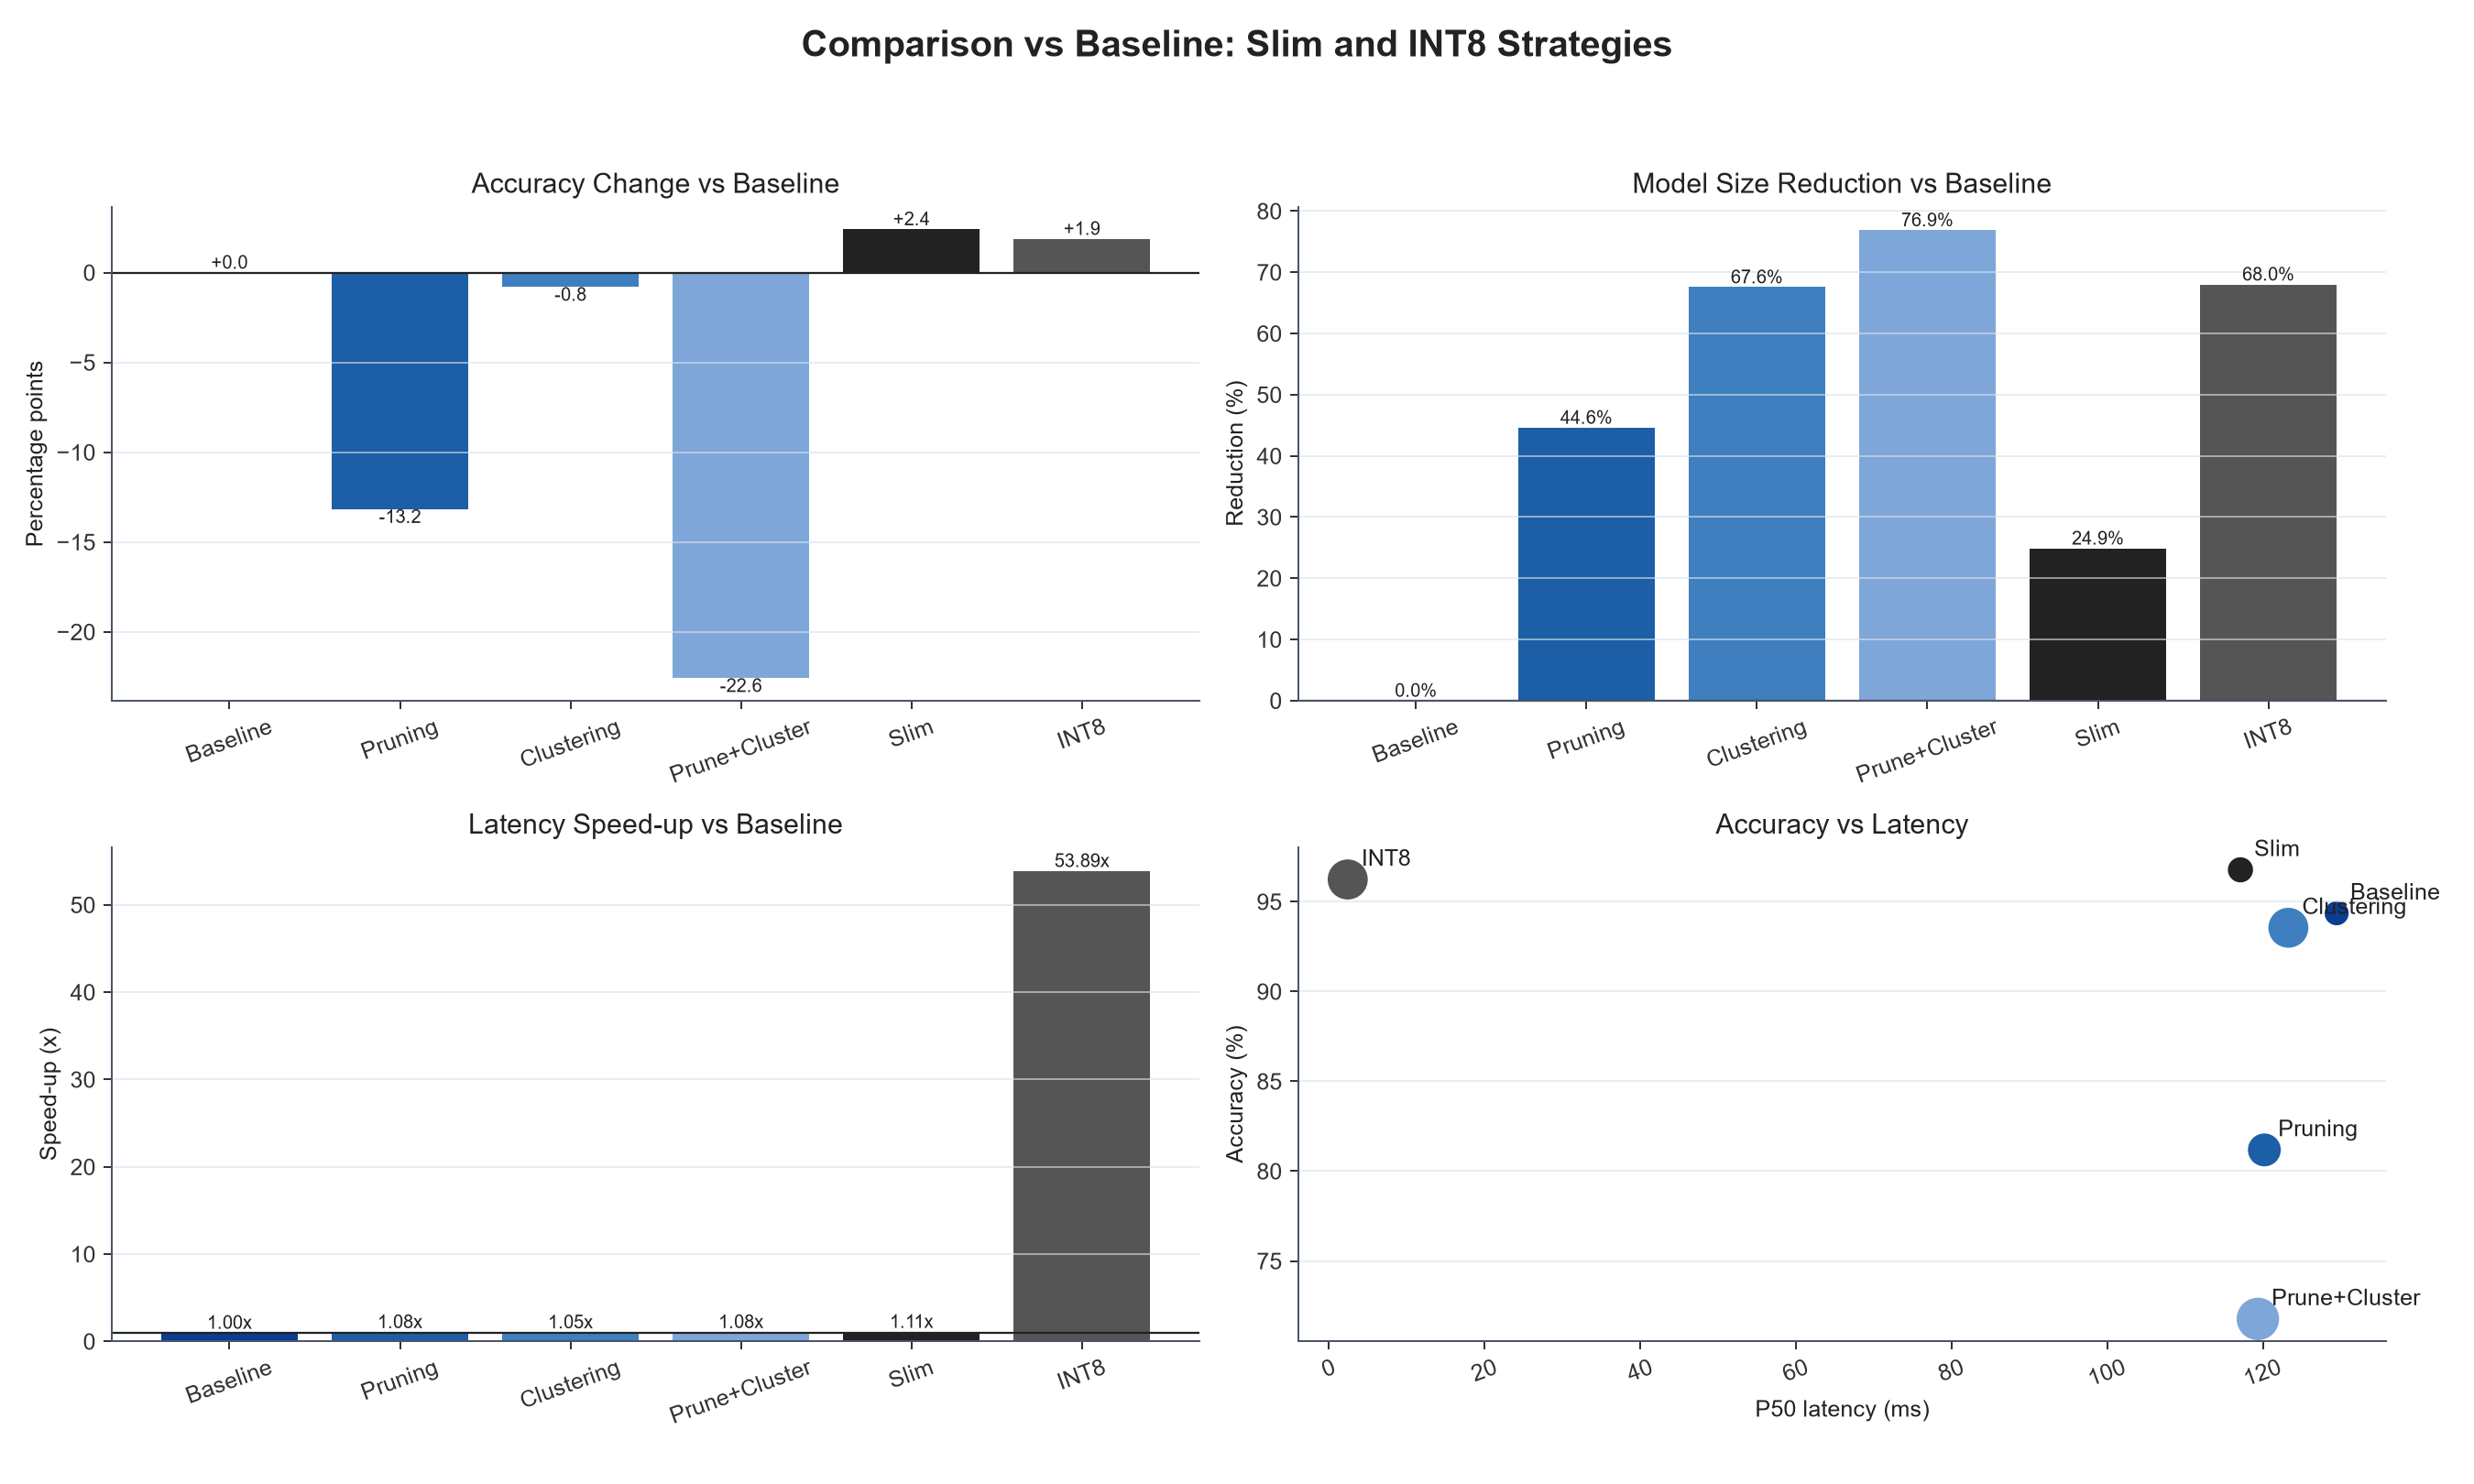 Comparison vs Baseline: Slim and INT8 Strategies
Accuracy Change vs Baseline
Percentage points
0
−5
−10
−15
−20
+0.0
-13.2
-0.8
-22.6
+2.4
+1.9
Baseline
Pruning
Clustering
Prune+Cluster
Slim
INT8
Model Size Reduction vs Baseline
Reduction (%)
80
70
60
50
40
30
20
10
0
0.0%
44.6%
67.6%
76.9%
24.9%
68.0%
Baseline
Pruning
Clustering
Prune+Cluster
Slim
INT8
Latency Speed-up vs Baseline
Speed-up (x)
50
40
30
20
10
0
1.00x
1.08x
1.05x
1.08x
1.11x
53.89x
Baseline
Pruning
Clustering
Prune+Cluster
Slim
INT8
Accuracy vs Latency
Accuracy (%)
95
90
85
80
75
INT8
Slim
Baseline
Clustering
Pruning
Prune+Cluster
0
20
40
60
80
100
120
P50 latency (ms)